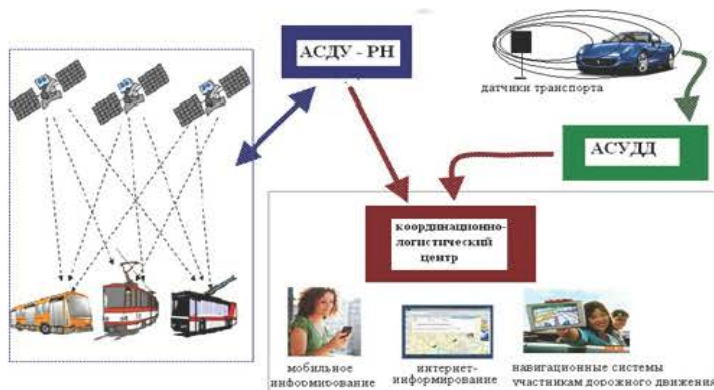 АСДУ - РН
датчики транспорта
АСУДД
координационно-
логистический
центр
мобильное
информирование
интернет-
информирование
навигационные системы
участникам дорожного движения